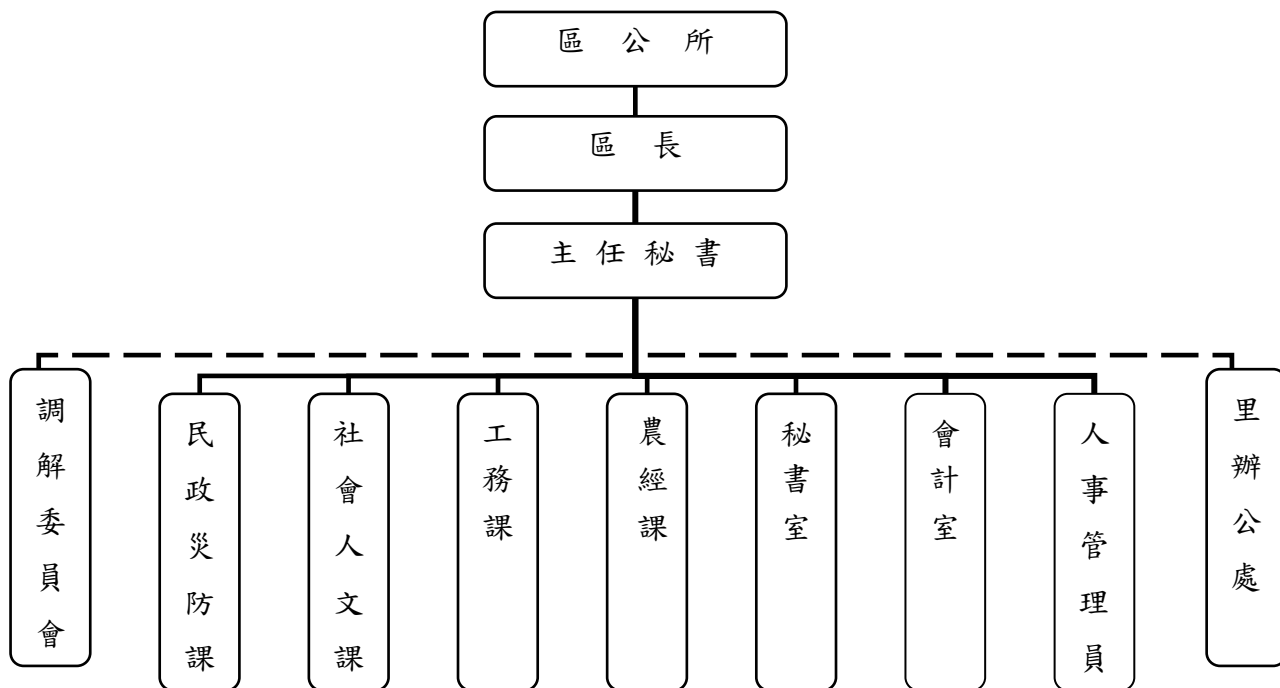 區公所
區長
主任秘書
調解委員會
民政災防課
社會人文課
工務課
農經課
秘書室
會計室
人事管理員
里辦公處